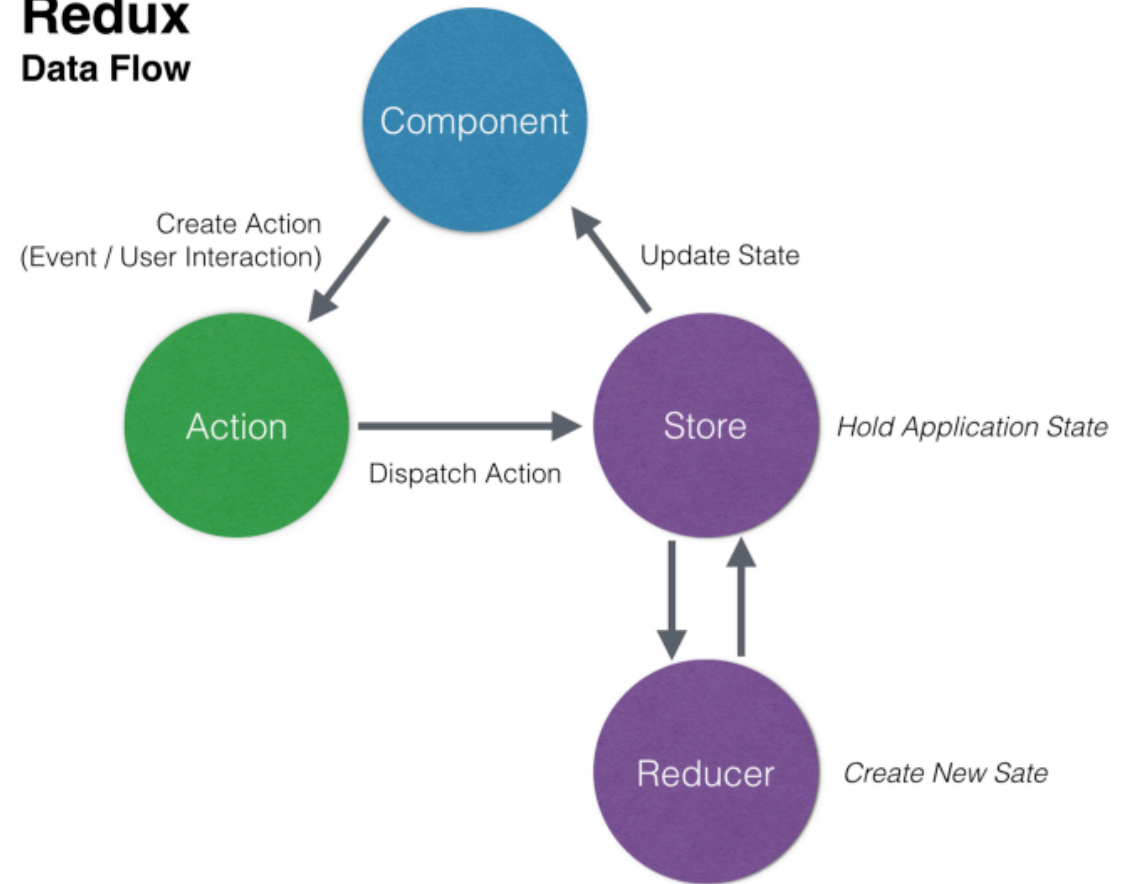 Redux
Data Flow
Component
Create Action
(Event / User Interaction)
Update State
Action
Dispatch Action
Store
Hold Application State
Reducer
Create New Sate